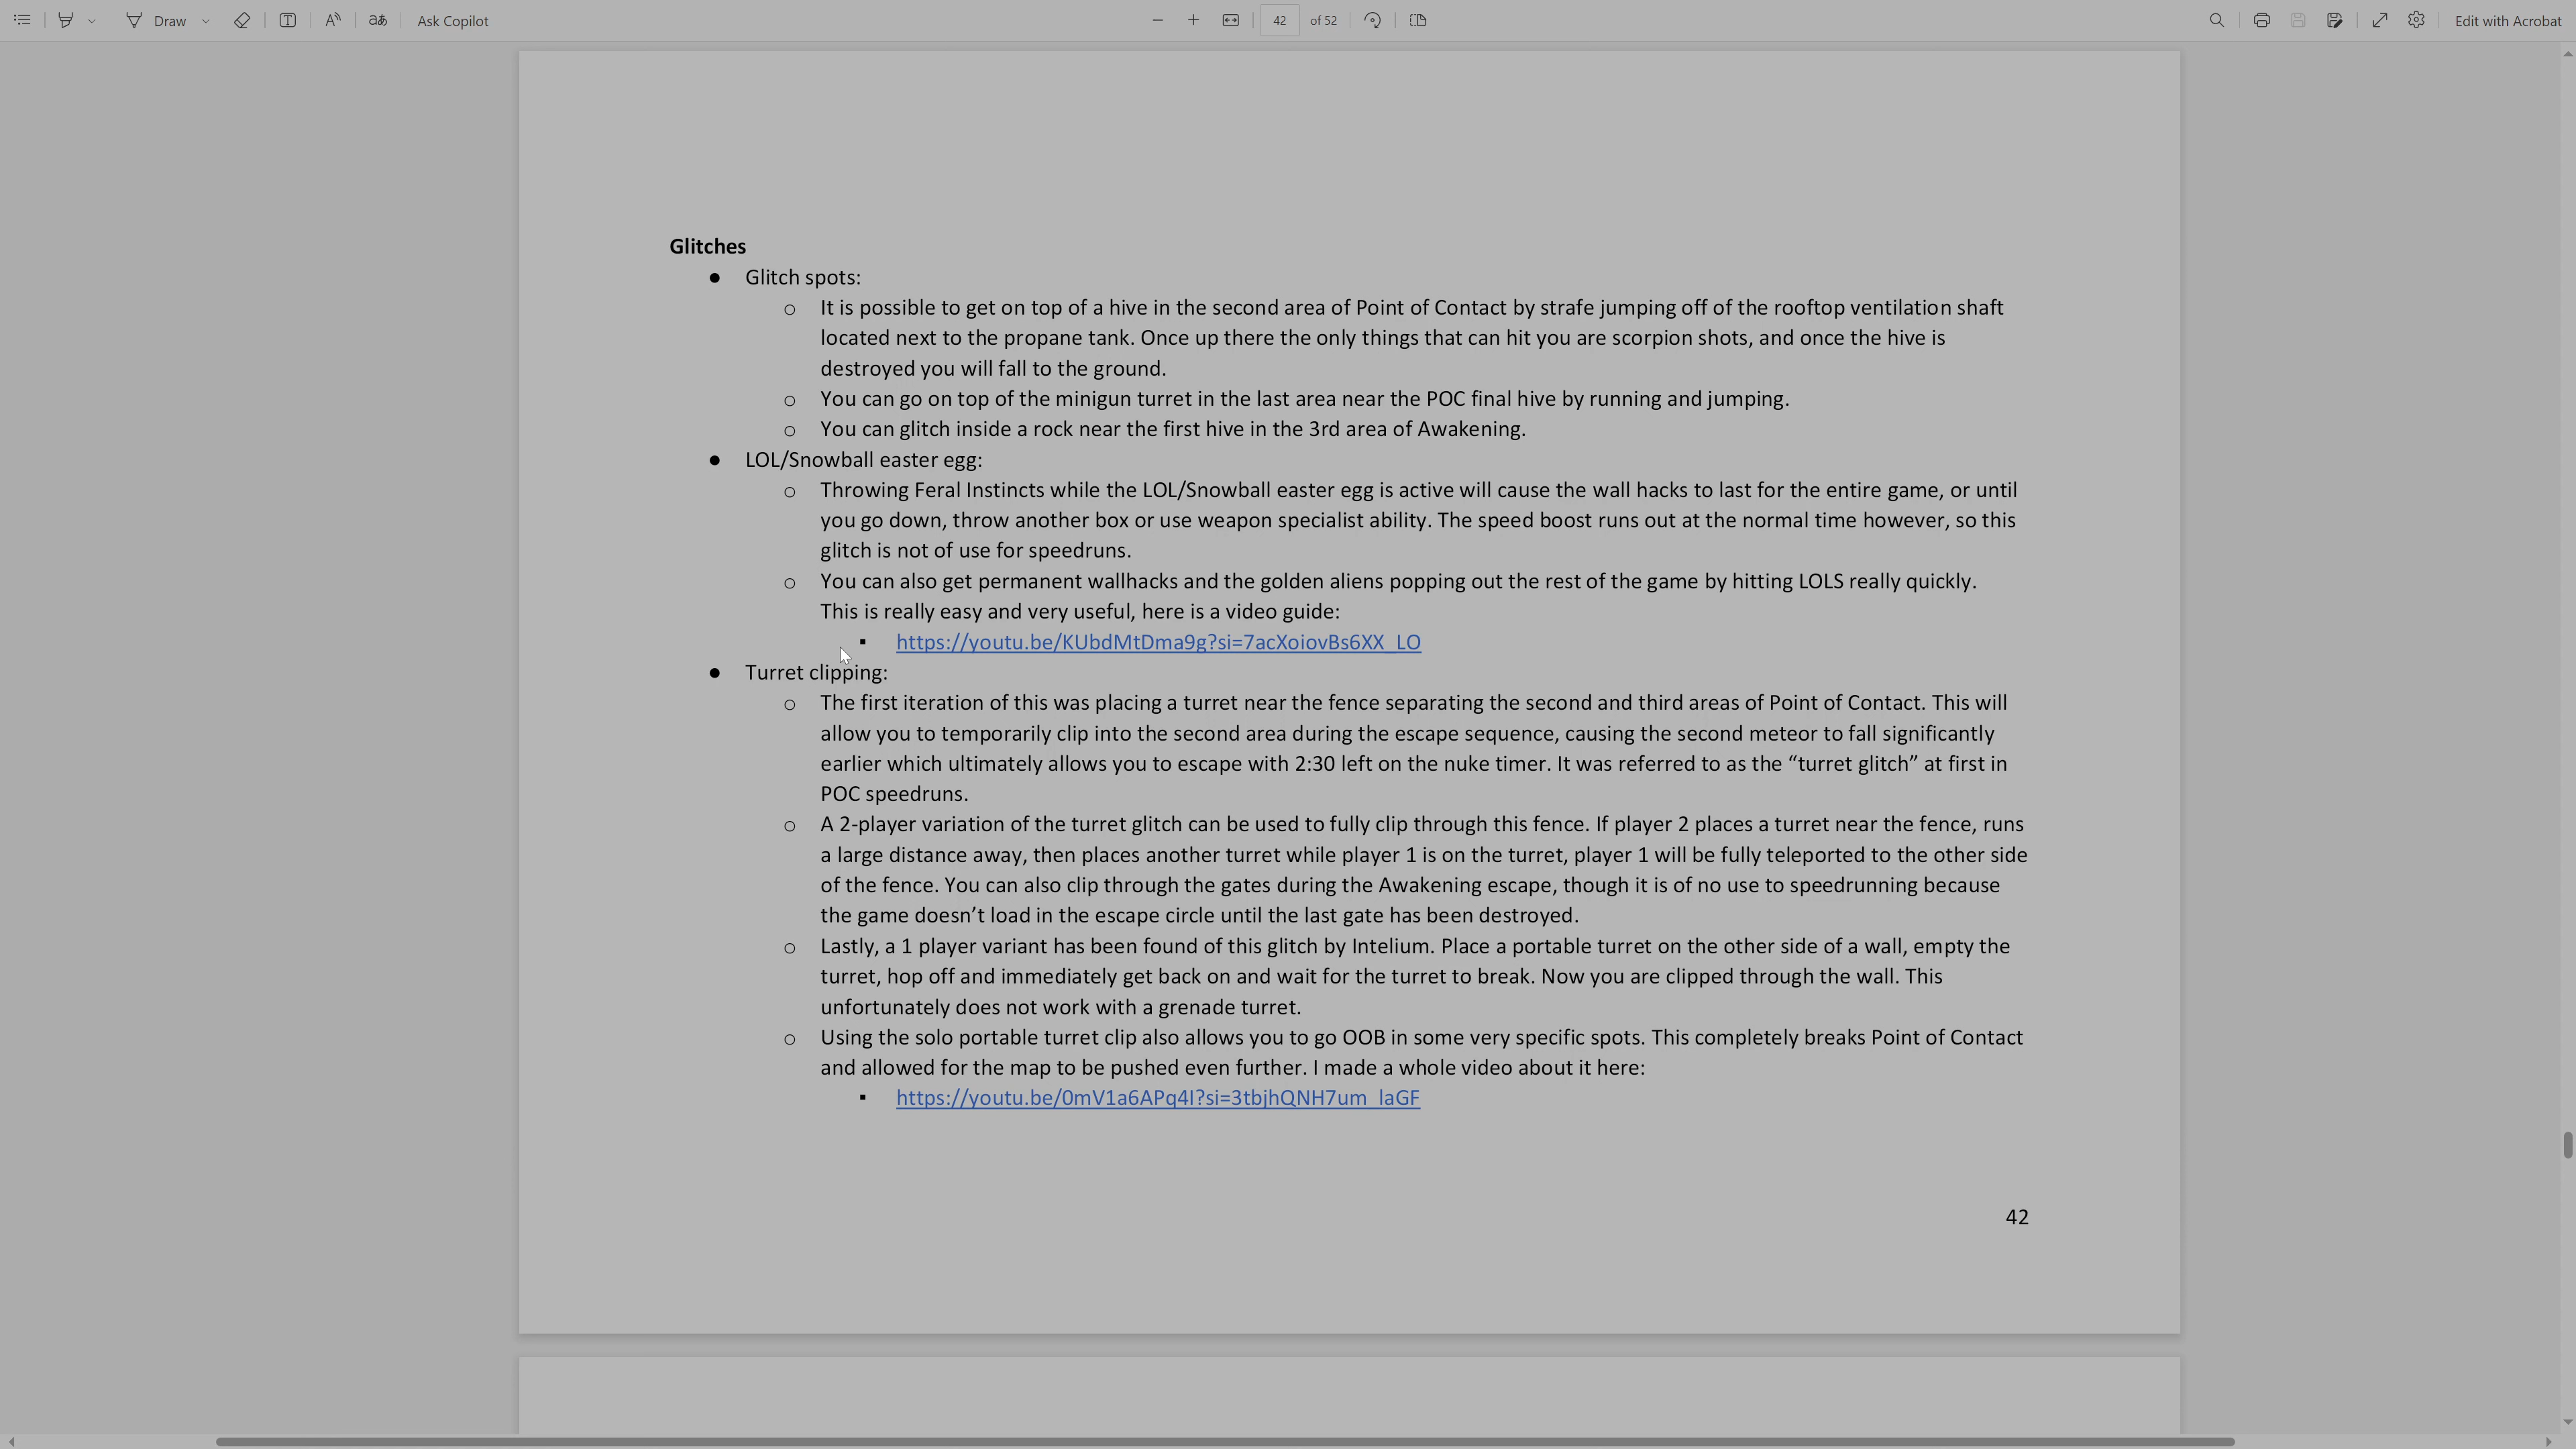 Draw
Ask Copilot
42 of 52
Edit with Acrobat
Glitches
● Glitch spots:
○ It is possible to get on top of a hive in the second area of Point of Contact by strafe jumping off of the rooftop ventilation shaft
located next to the propane tank. Once up there the only things that can hit you are scorpion shots, and once the hive is
destroyed you will fall to the ground.
○ You can go on top of the minigun turret in the last area near the POC final hive by running and jumping.
○ You can glitch inside a rock near the first hive in the 3rd area of Awakening.
● LOL/Snowball easter egg:
○ Throwing Feral Instincts while the LOL/Snowball easter egg is active will cause the wall hacks to last for the entire game, or until
you go down, throw another box or use weapon specialist ability. The speed boost runs out at the normal time however, so this
glitch is not of use for speedruns.
○ You can also get permanent wallhacks and the golden aliens popping out the rest of the game by hitting LOLS really quickly.
This is really easy and very useful, here is a video guide:
▪ https://youtu.be/KUbdMtDma9g?si=7acXoiovBs6XX_LO
● Turret clipping:
○ The first iteration of this was placing a turret near the fence separating the second and third areas of Point of Contact. This will
allow you to temporarily clip into the second area during the escape sequence, causing the second meteor to fall significantly
earlier which ultimately allows you to escape with 2:30 left on the nuke timer. It was referred to as the “turret glitch” at first in
POC speedruns.
○ A 2-player variation of the turret glitch can be used to fully clip through this fence. If player 2 places a turret near the fence, runs
a large distance away, then places another turret while player 1 is on the turret, player 1 will be fully teleported to the other side
of the fence. You can also clip through the gates during the Awakening escape, though it is of no use to speedrunning because
the game doesn’t load in the escape circle until the last gate has been destroyed.
○ Lastly, a 1 player variant has been found of this glitch by Intelium. Place a portable turret on the other side of a wall, empty the
turret, hop off and immediately get back on and wait for the turret to break. Now you are clipped through the wall. This
unfortunately does not work with a grenade turret.
○ Using the solo portable turret clip also allows you to go OOB in some very specific spots. This completely breaks Point of Contact
and allowed for the map to be pushed even further. I made a whole video about it here:
▪ https://youtu.be/0mV1a6APq4I?si=3tbjhQNH7um_laGF
42